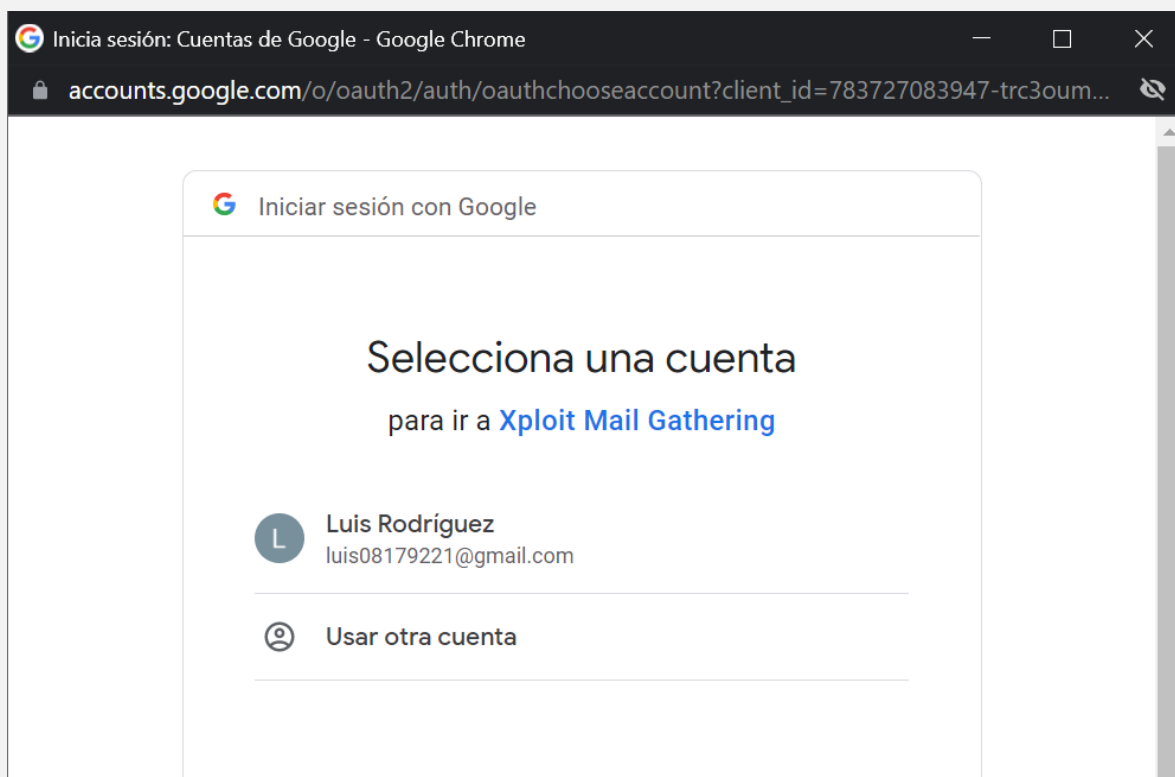 Inicia sesión: Cuentas de Google - Google Chrome
accounts.google.com/o/oauth2/auth/oauthchooseaccount?client_id=783727083947-trc3oum...
Iniciar sesión con Google
Selecciona una cuenta
para ir a Xploit Mail Gathering
L
Luis Rodríguez
luis08179221@gmail.com
Usar otra cuenta